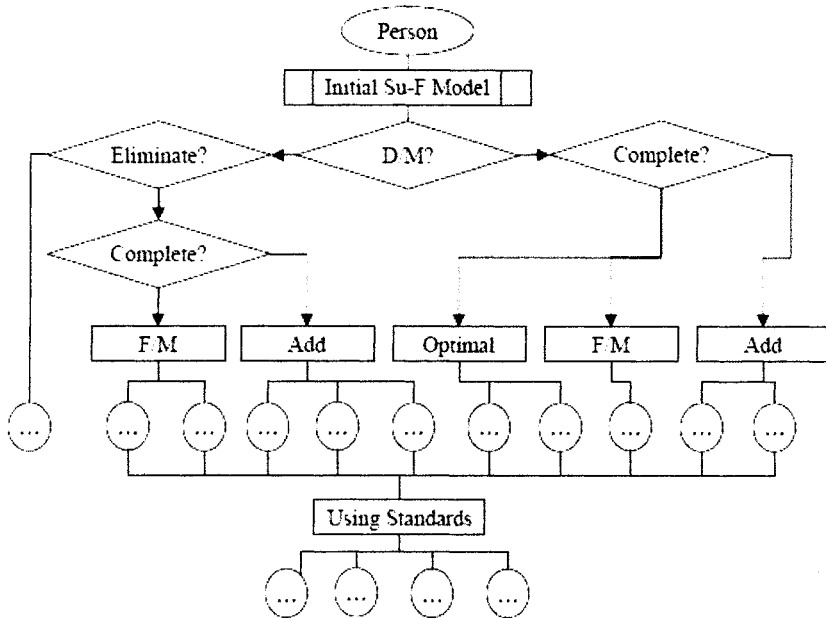 Person
Initial Su-F Model
Eliminate?
D/M?
Complete?
Complete?
F/M
Add
Optimal
F/M
Add
... ... ... ... ... ... ... ... ... ... ...
Using Standards
... ... ... ...